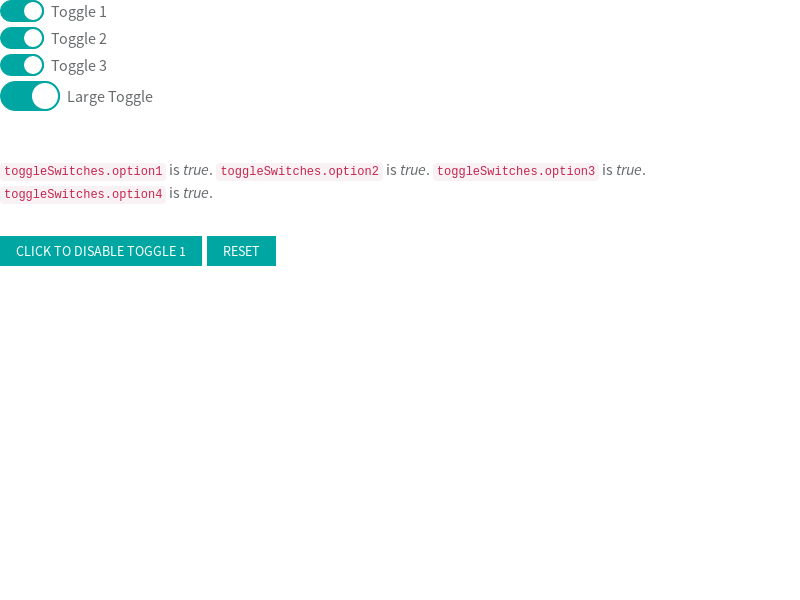 Toggle 1
Toggle 2
Toggle 3
Large Toggle
toggleSwitches.option1 is true. toggleSwitches.option2 is true. toggleSwitches.option3 is true.
toggleSwitches.option4 is true.
CLICK TO DISABLE TOGGLE 1 RESET